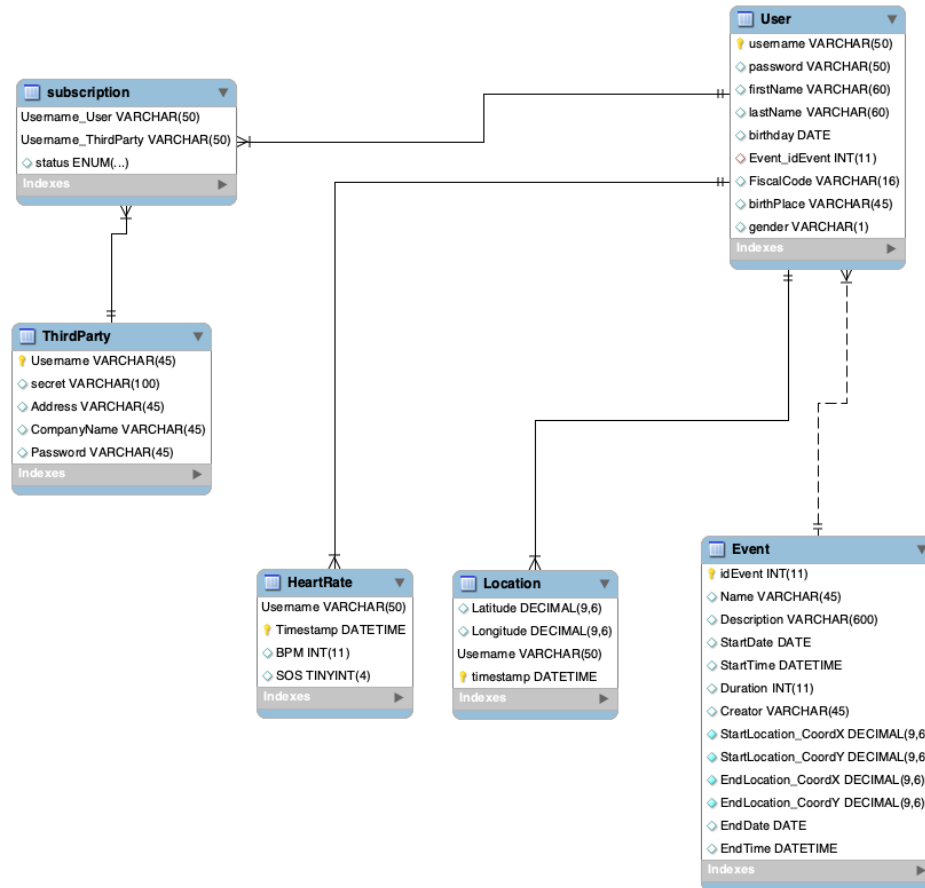 User
username VARCHAR(50)
password VARCHAR(50)
firstName VARCHAR(60)
lastName VARCHAR(60)
birthday DATE
Event_idEvent INT(11)
FiscalCode VARCHAR(16)
birthPlace VARCHAR(45)
gender VARCHAR(1)
Indexes
subscription
Username_User VARCHAR(50)
Username_ThirdParty VARCHAR(50)
status ENUM(...)
Indexes
ThirdParty
Username VARCHAR(45)
secret VARCHAR(100)
Address VARCHAR(45)
CompanyName VARCHAR(45)
Password VARCHAR(45)
Indexes
HeartRate
Username VARCHAR(50)
Timestamp DATETIME
BPM INT(11)
SOS TINYINT(4)
Indexes
Location
Latitude DECIMAL(9,6)
Longitude DECIMAL(9,6)
Username VARCHAR(50)
timestamp DATETIME
Indexes
Event
idEvent INT(11)
Name VARCHAR(45)
Description VARCHAR(600)
StartDate DATE
StartTime DATETIME
Duration INT(11)
Creator VARCHAR(45)
StartLocation_CoordX DECIMAL(9,6
StartLocation_CoordY DECIMAL(9,6
EndLocation_CoordX DECIMAL(9,6)
EndLocation_CoordY DECIMAL(9,6)
EndDate DATE
EndTime DATETIME
Indexes